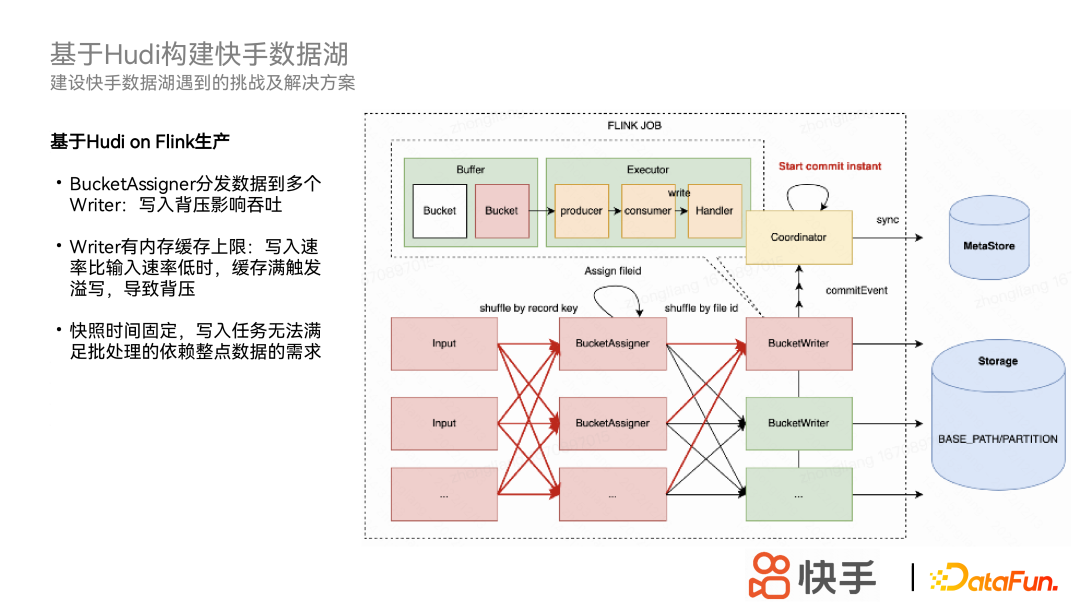 基于Hudi构建快手数据湖
建设快手数据湖遇到的挑战及解决方案
基于Hudi on Flink生产
• BucketAssigner分发数据到多个
Writer：写入背压影响吞吐
• Writer有内存缓存上限：写入速
率比输入速率低时，缓存满触发
溢写，导致背压
• 快照时间固定，写入任务无法满
足批处理的依赖整点数据的需求
FLINK JOB
Buffer
Executor
Bucket
Bucket
producer
consumer
write
Handler
Start commit instant
Coordinator
sync
MetaStore
commitEvent
Assign fileid
shuffle by record key
shuffle by file id
Input
BucketAssigner
BucketWriter
Input
BucketAssigner
BucketWriter
...
...
...
Storage
BASE_PATH/PARTITION
快手
DataFun.